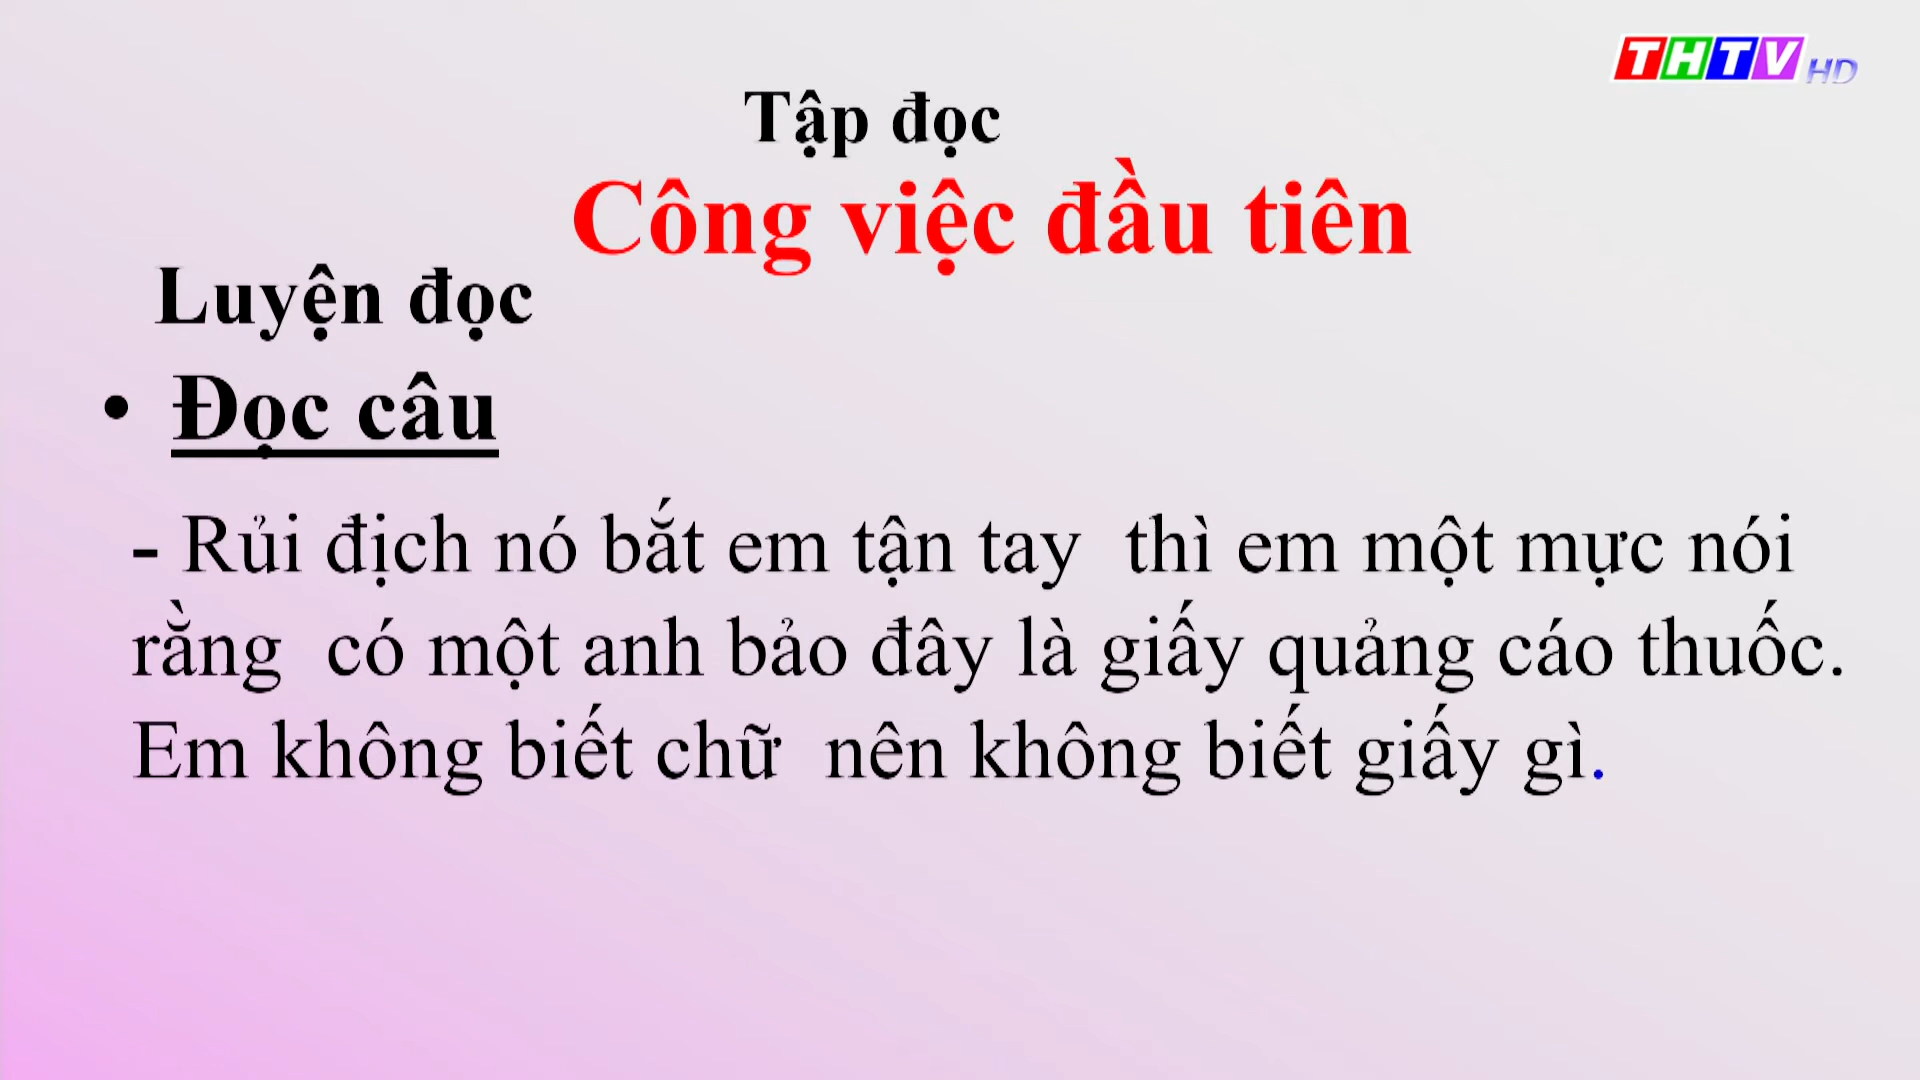 THTV HD
Tập đọc
Công việc đầu tiên
Luyện đọc
• Đọc câu
- Rủi địch nó bắt em tận tay  thì em một mực nói
rằng  có một anh bảo đây là giấy quảng cáo thuốc.
Em không biết chữ  nên không biết giấy gì.